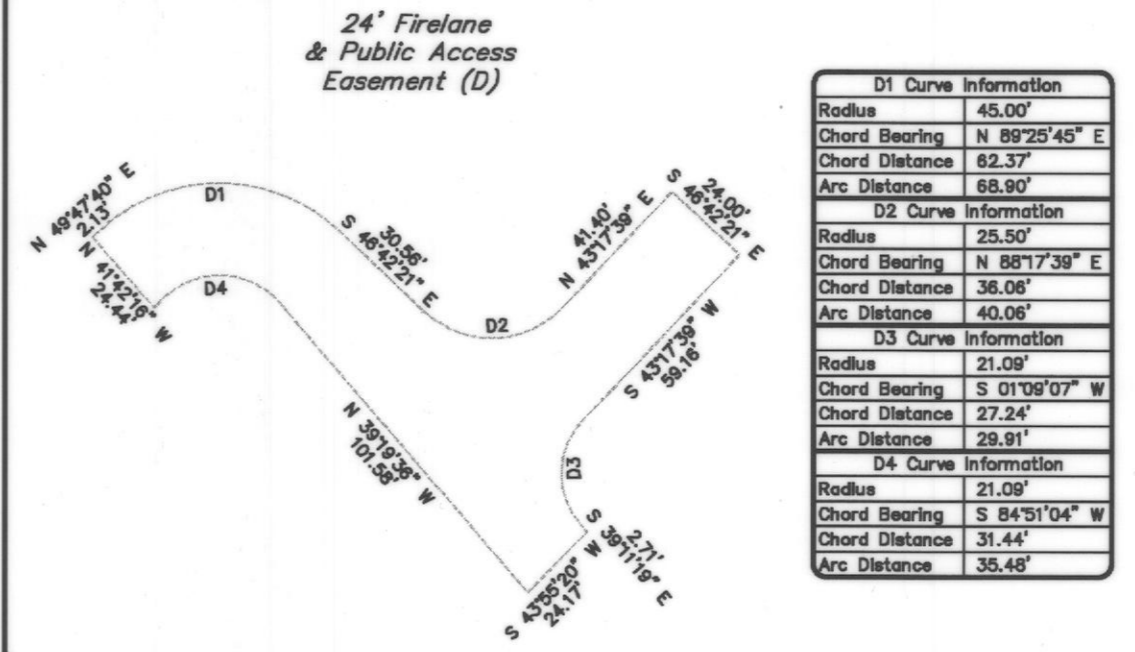 24' Firelane
& Public Access
Easement (D)
N 49°47'40" E
2.13'
D1
S 46°42'21" E
30.56'
D2
N 43°17'39" E
41.40'
S 46°42'21" E
24.00'
S 43°17'39" W
59.16'
D3
S 39°11'19" E
2.71'
S 43°55'20" W
24.17'
N 39°19'36" W
101.58'
D4
N 41°42'16" W
24.44'
D1 Curve Information
Radius 45.00'
Chord Bearing N 89°25'45" E
Chord Distance 62.37'
Arc Distance 68.90'
D2 Curve Information
Radius 25.50'
Chord Bearing N 88°17'39" E
Chord Distance 36.06'
Arc Distance 40.06'
D3 Curve Information
Radius 21.09'
Chord Bearing S 01°09'07" W
Chord Distance 27.24'
Arc Distance 29.91'
D4 Curve Information
Radius 21.09'
Chord Bearing S 84°51'04" W
Chord Distance 31.44'
Arc Distance 35.48'